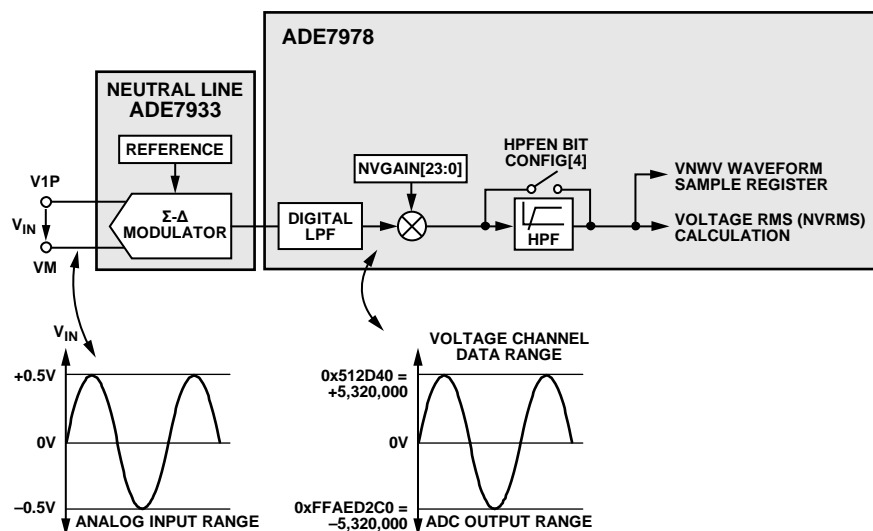 ADE7978
NEUTRAL LINE
ADE7933
REFERENCE
NVGAIN[23:0]
HPFEN BIT
CONFIG[4]
VNWV WAVEFORM
SAMPLE REGISTER
V1P
VIN
VM
Σ-Δ
MODULATOR
DIGITAL
LPF
HPF
VOLTAGE RMS (NVRMS)
CALCULATION
VIN
+0.5V
0V
–0.5V
ANALOG INPUT RANGE
VOLTAGE CHANNEL
DATA RANGE
0x512D40 =
+5,320,000
0V
0xFFAED2C0 =
–5,320,000
ADC OUTPUT RANGE